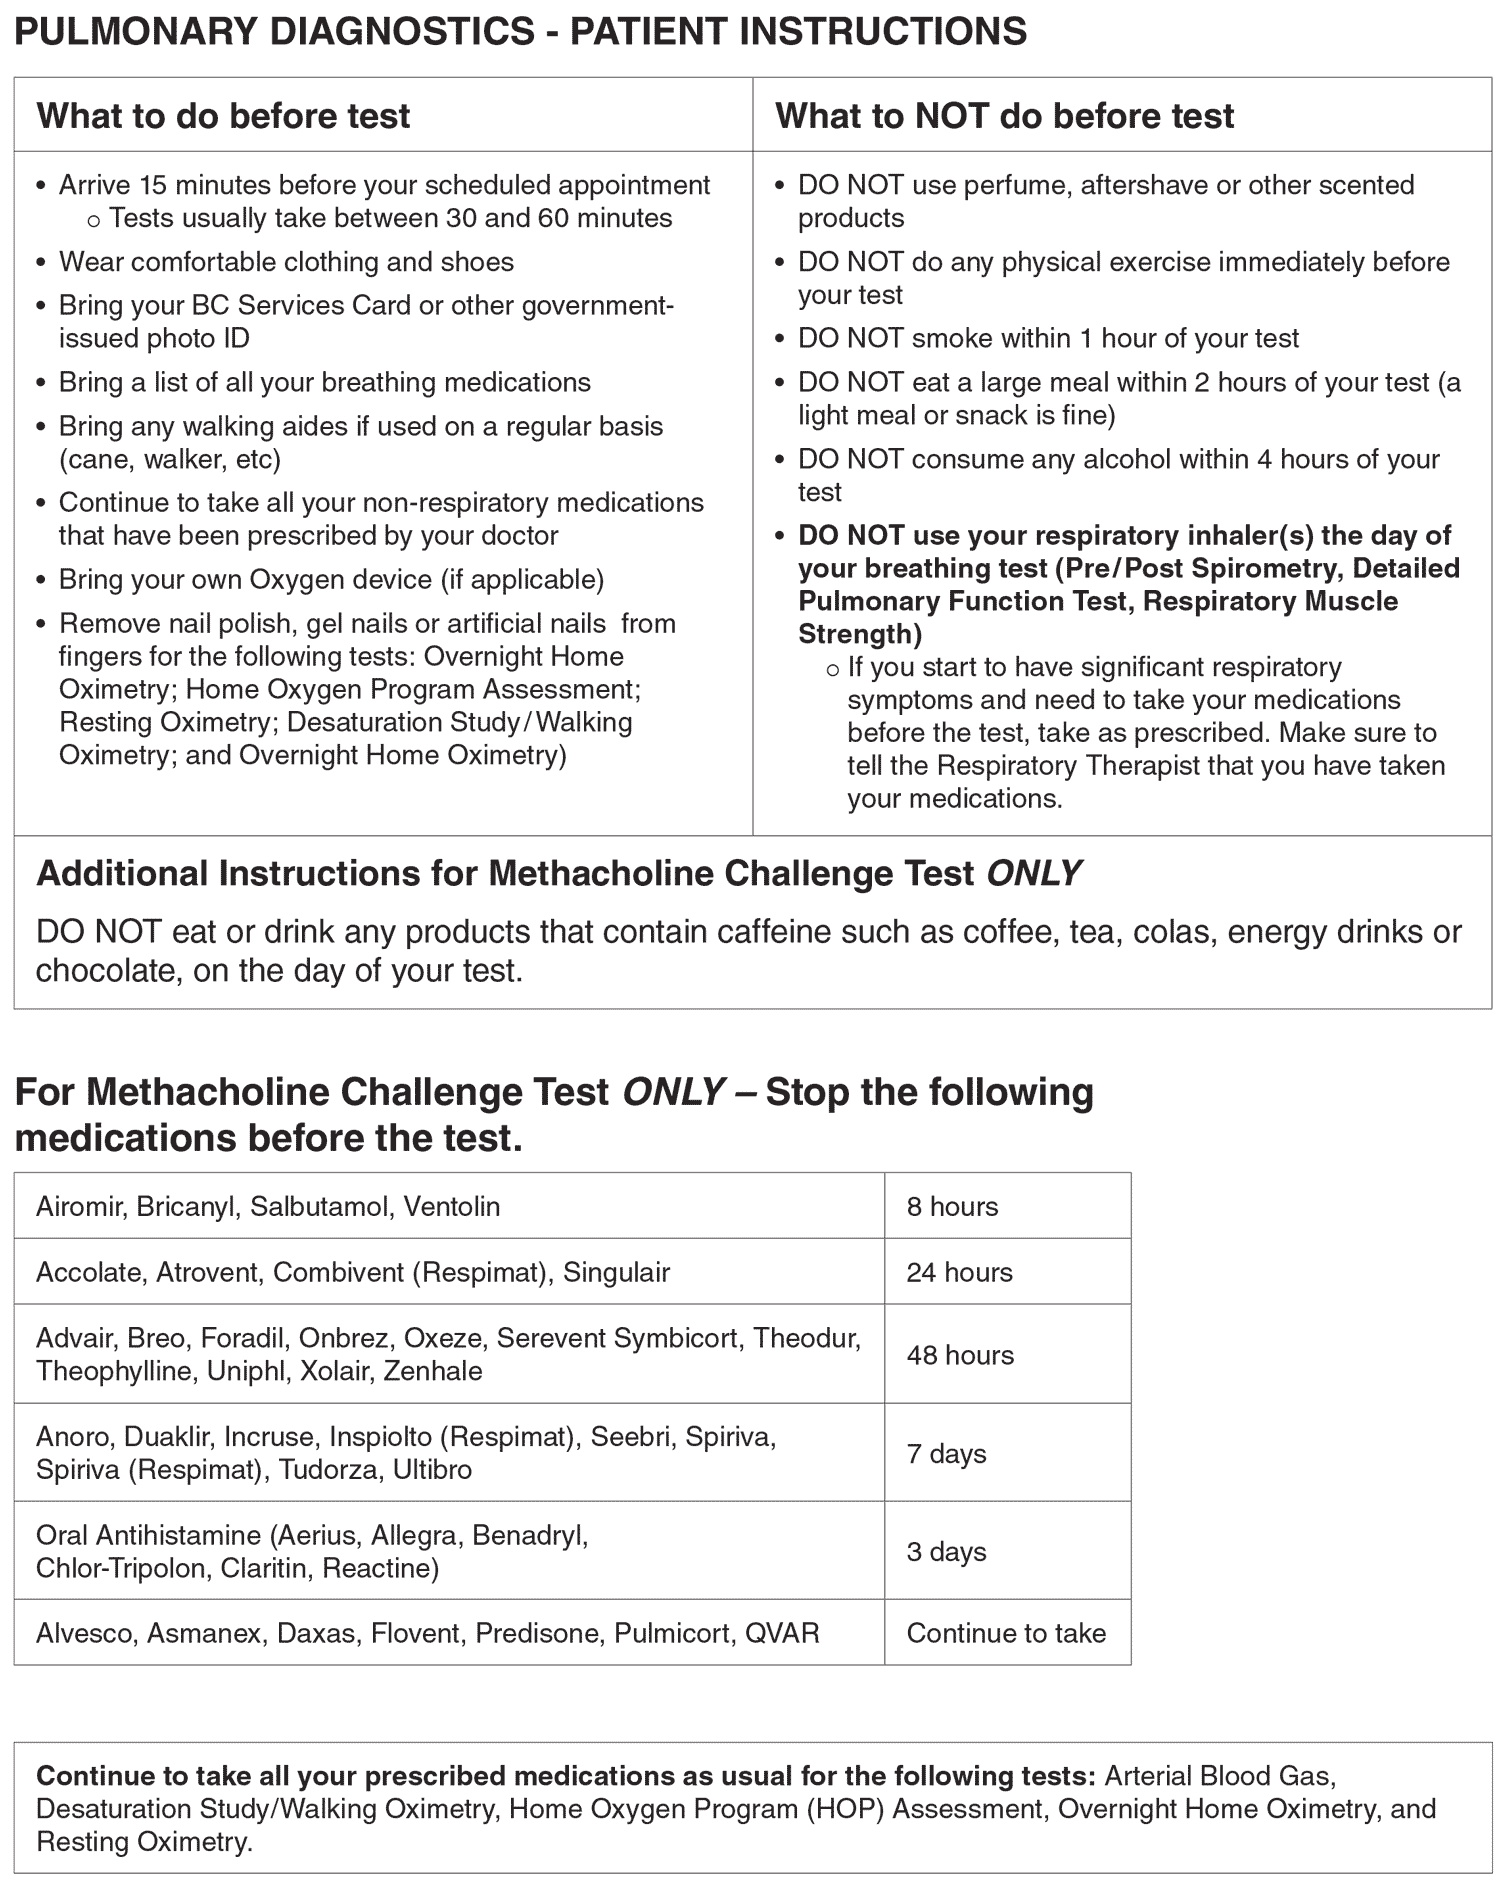 PULMONARY DIAGNOSTICS - PATIENT INSTRUCTIONS
What to do before test
• Arrive 15 minutes before your scheduled appointment
o Tests usually take between 30 and 60 minutes
• Wear comfortable clothing and shoes
• Bring your BC Services Card or other government-
issued photo ID
• Bring a list of all your breathing medications
• Bring any walking aides if used on a regular basis
(cane, walker, etc)
• Continue to take all your non-respiratory medications
that have been prescribed by your doctor
• Bring your own Oxygen device (if applicable)
• Remove nail polish, gel nails or artificial nails from
fingers for the following tests: Overnight Home
Oximetry; Home Oxygen Program Assessment;
Resting Oximetry; Desaturation Study/Walking
Oximetry; and Overnight Home Oximetry)
What to NOT do before test
• DO NOT use perfume, aftershave or other scented
products
• DO NOT do any physical exercise immediately before
your test
• DO NOT smoke within 1 hour of your test
• DO NOT eat a large meal within 2 hours of your test (a
light meal or snack is fine)
• DO NOT consume any alcohol within 4 hours of your
test
• DO NOT use your respiratory inhaler(s) the day of
your breathing test (Pre/Post Spirometry, Detailed
Pulmonary Function Test, Respiratory Muscle
Strength)
o If you start to have significant respiratory
symptoms and need to take your medications
before the test, take as prescribed. Make sure to
tell the Respiratory Therapist that you have taken
your medications.
Additional Instructions for Methacholine Challenge Test ONLY
DO NOT eat or drink any products that contain caffeine such as coffee, tea, colas, energy drinks or
chocolate, on the day of your test.
For Methacholine Challenge Test ONLY – Stop the following
medications before the test.
Airomir, Bricanyl, Salbutamol, Ventolin
8 hours
Accolate, Atrovent, Combivent (Respimat), Singulair
24 hours
Advair, Breo, Foradil, Onbrez, Oxeze, Serevent Symbicort, Theodur,
Theophylline, Uniphl, Xolair, Zenhale
48 hours
Anoro, Duaklir, Incruse, Inspiolto (Respimat), Seebri, Spiriva,
Spiriva (Respimat), Tudorza, Ultibro
7 days
Oral Antihistamine (Aerius, Allegra, Benadryl,
Chlor-Tripolon, Claritin, Reactine)
3 days
Alvesco, Asmanex, Daxas, Flovent, Predisone, Pulmicort, QVAR
Continue to take
Continue to take all your prescribed medications as usual for the following tests: Arterial Blood Gas,
Desaturation Study/Walking Oximetry, Home Oxygen Program (HOP) Assessment, Overnight Home Oximetry, and
Resting Oximetry.